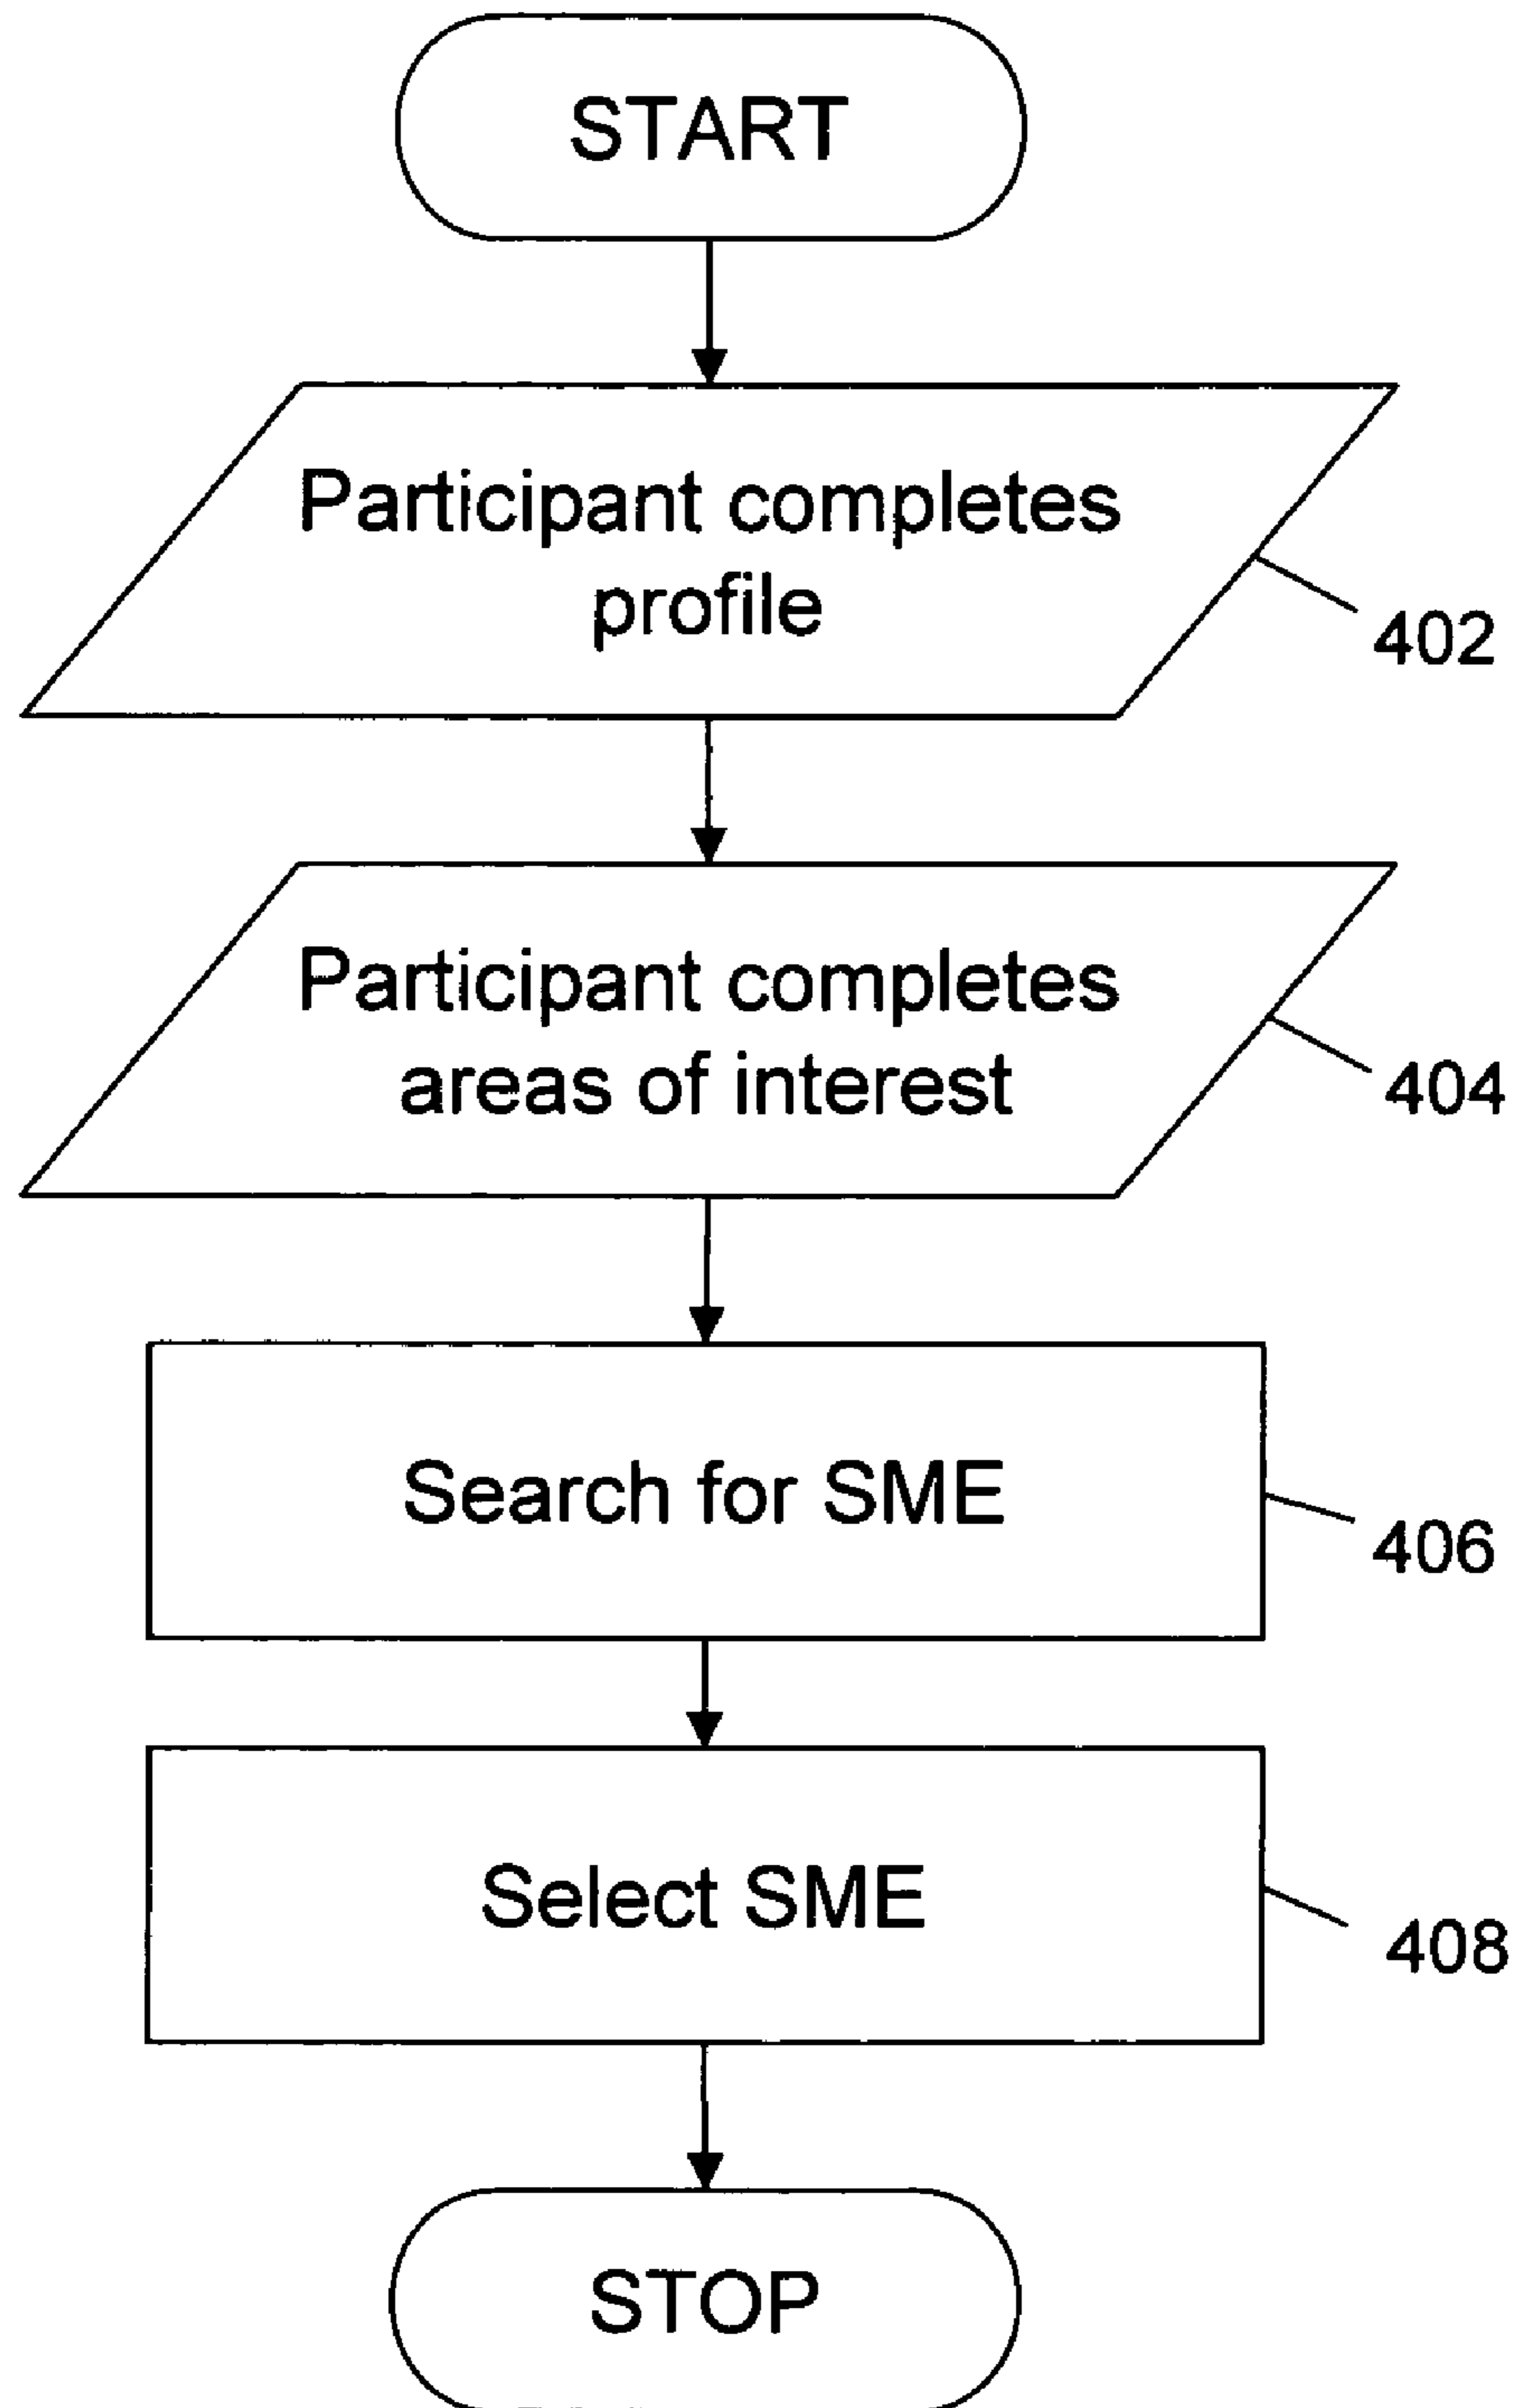 START
Participant completes
profile
402
Participant completes
areas of interest
404
Search for SME
406
Select SME
408
STOP